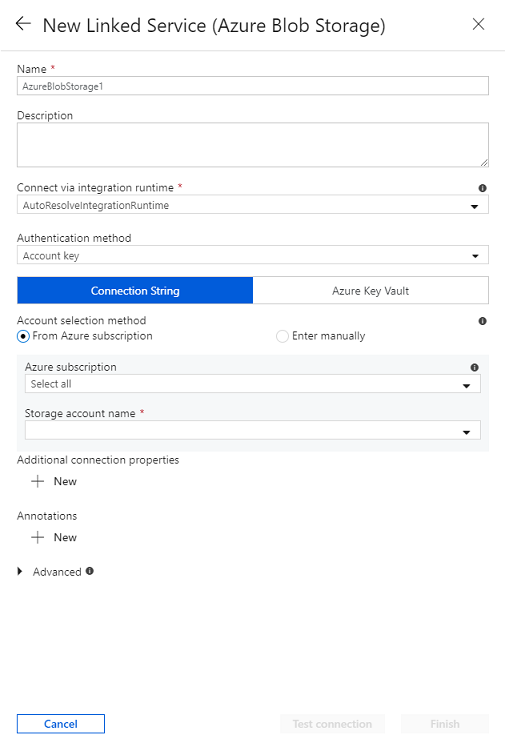 New Linked Service (Azure Blob Storage)
Name *
AzureBlobStorage1
Description
Connect via integration runtime *
AutoResolveIntegrationRuntime
Authentication method
Account key
Connection String
Azure Key Vault
Account selection method
From Azure subscription
Enter manually
Azure subscription
Select all
Storage account name *
Additional connection properties
New
Annotations
New
Advanced
Cancel
Test connection
Finish